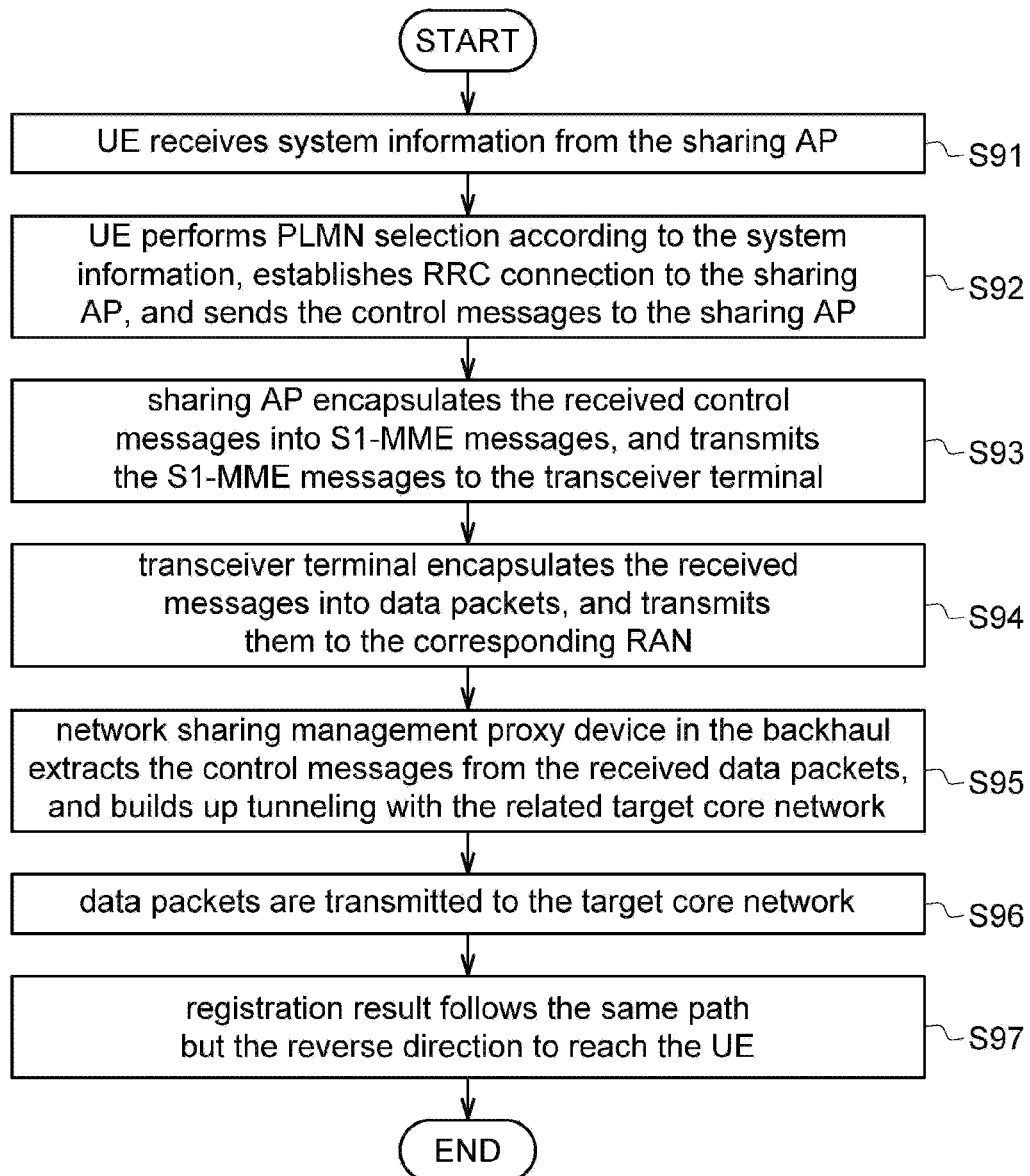 START
UE receives system information from the sharing AP
S91
UE performs PLMN selection according to the system
information, establishes RRC connection to the sharing
AP, and sends the control messages to the sharing AP
S92
sharing AP encapsulates the received control
messages into S1-MME messages, and transmits
the S1-MME messages to the transceiver terminal
S93
transceiver terminal encapsulates the received
messages into data packets, and transmits
them to the corresponding RAN
S94
network sharing management proxy device in the backhaul
extracts the control messages from the received data packets,
and builds up tunneling with the related target core network
S95
data packets are transmitted to the target core network
S96
registration result follows the same path
but the reverse direction to reach the UE
S97
END